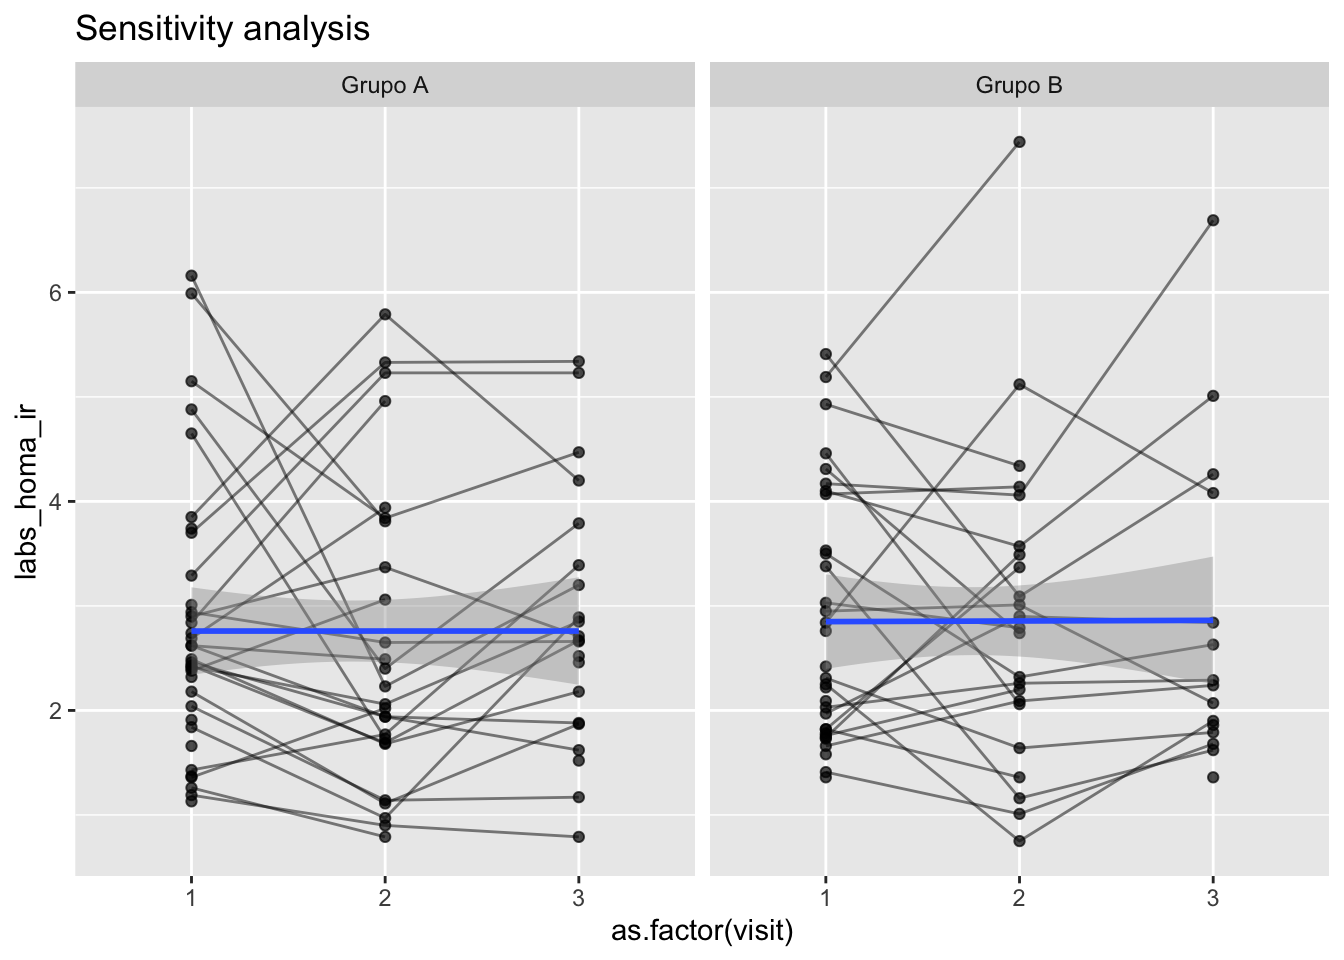 Sensitivity analysis
Grupo A
Grupo B
labs_homa_ir
6
4
2
1 2 3
1 2 3
as.factor(visit)